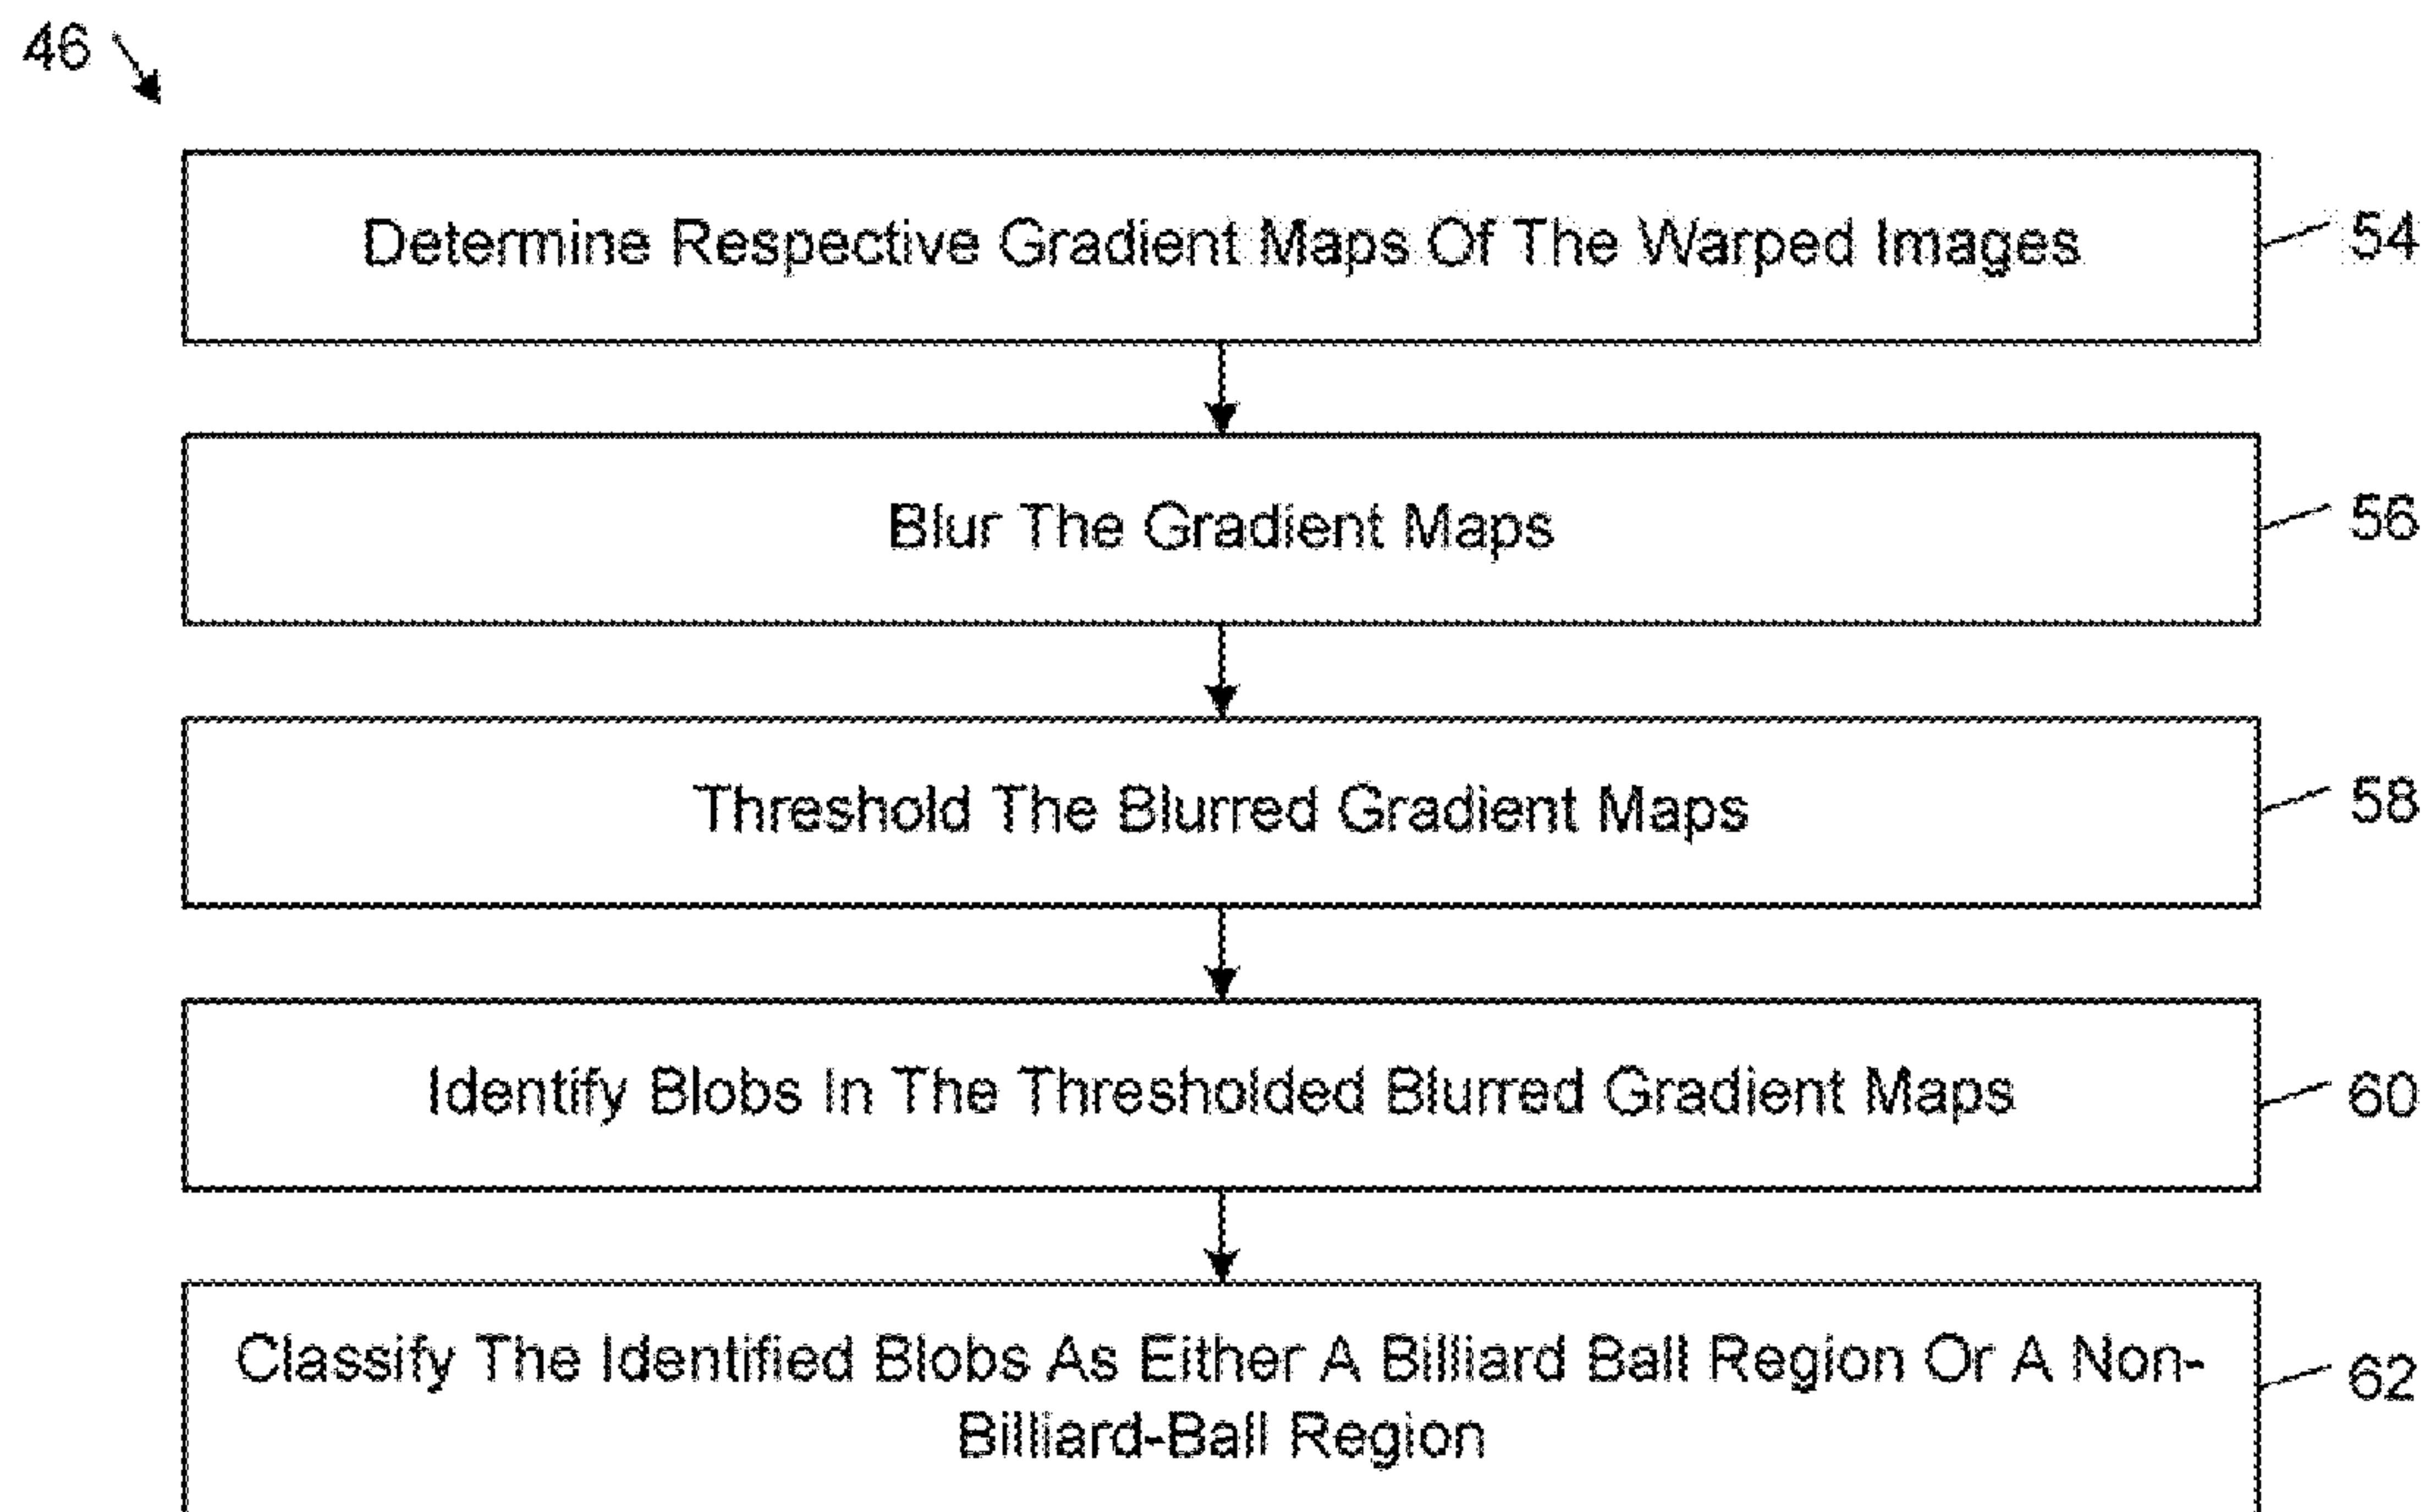 46
Determine Respective Gradient Maps Of The Warped Images
54
Blur The Gradient Maps
56
Threshold The Blurred Gradient Maps
58
Identify Blobs In The Thresholded Blurred Gradient Maps
60
Classify The Identified Blobs As Either A Billiard Ball Region Or A Non-
Billiard-Ball Region
62